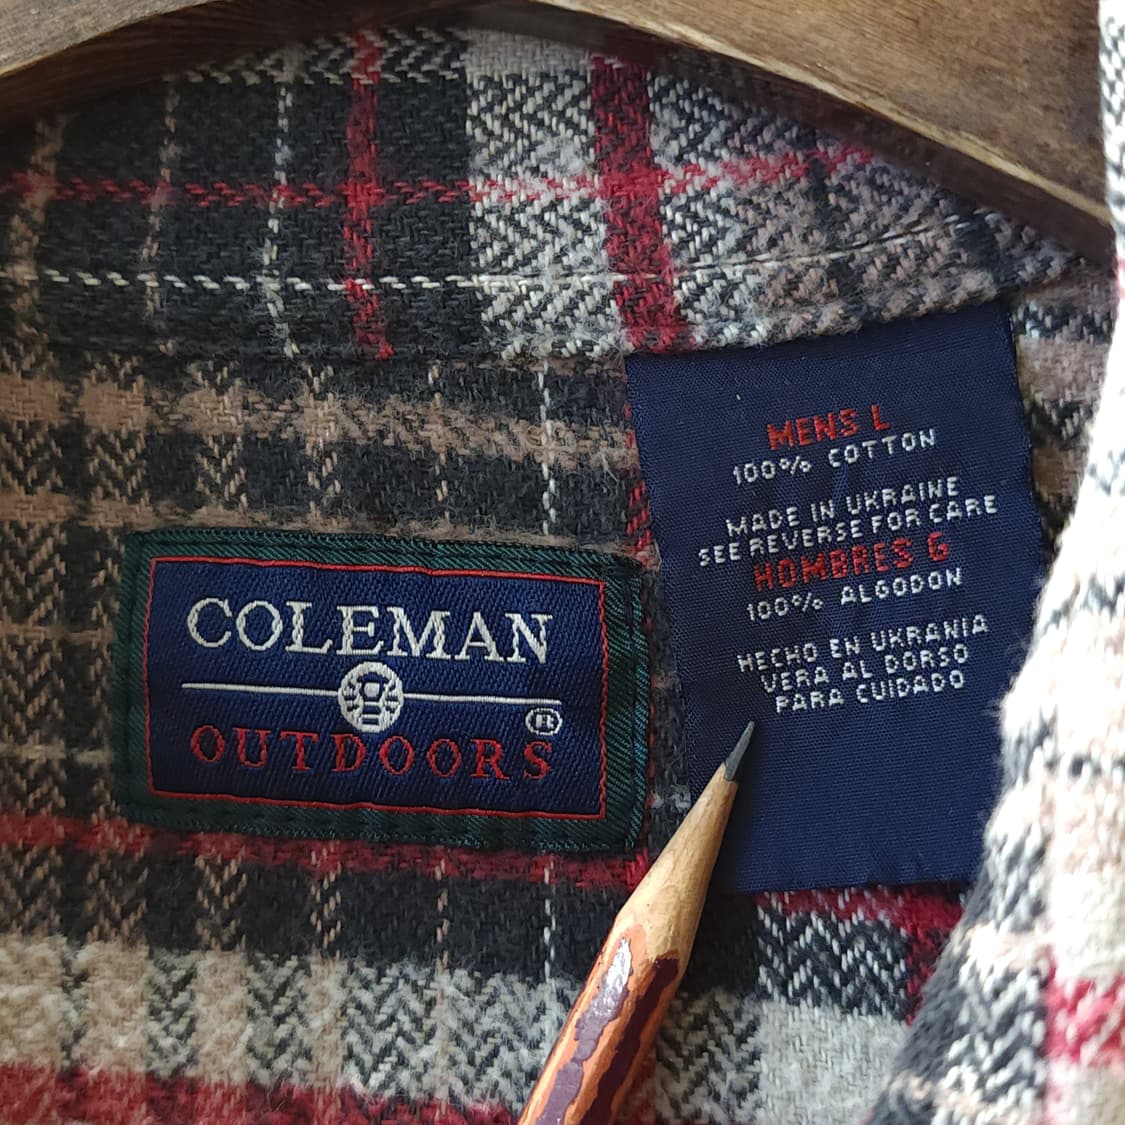 COLEMAN
®
OUTDOORS
MENS L
100% COTTON
MADE IN UKRAINE
SEE REVERSE FOR CARE
HOMBRES G
100% ALGODON
HECHO EN UKRANIA
VERA AL DORSO
PARA CUIDADO